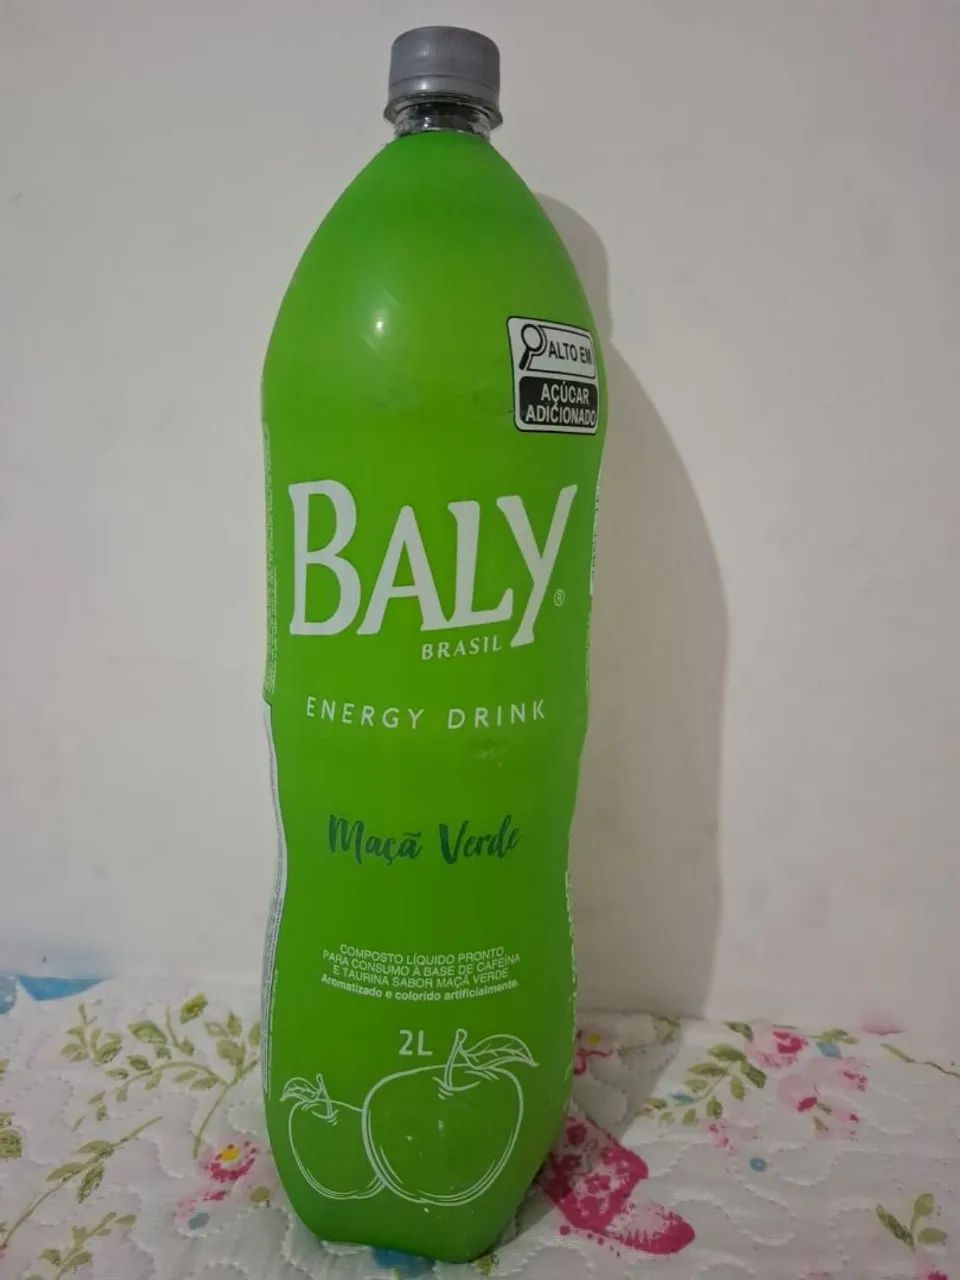 ALTO EM
AÇÚCAR
ADICIONADO
BALY®
BRASIL
ENERGY DRINK
Maçã Verde
COMPOSTO LÍQUIDO PRONTO
PARA CONSUMO À BASE DE CAFEÍNA
E TAURINA SABOR MAÇÃ VERDE
Aromatizado e colorido artificialmente.
2L